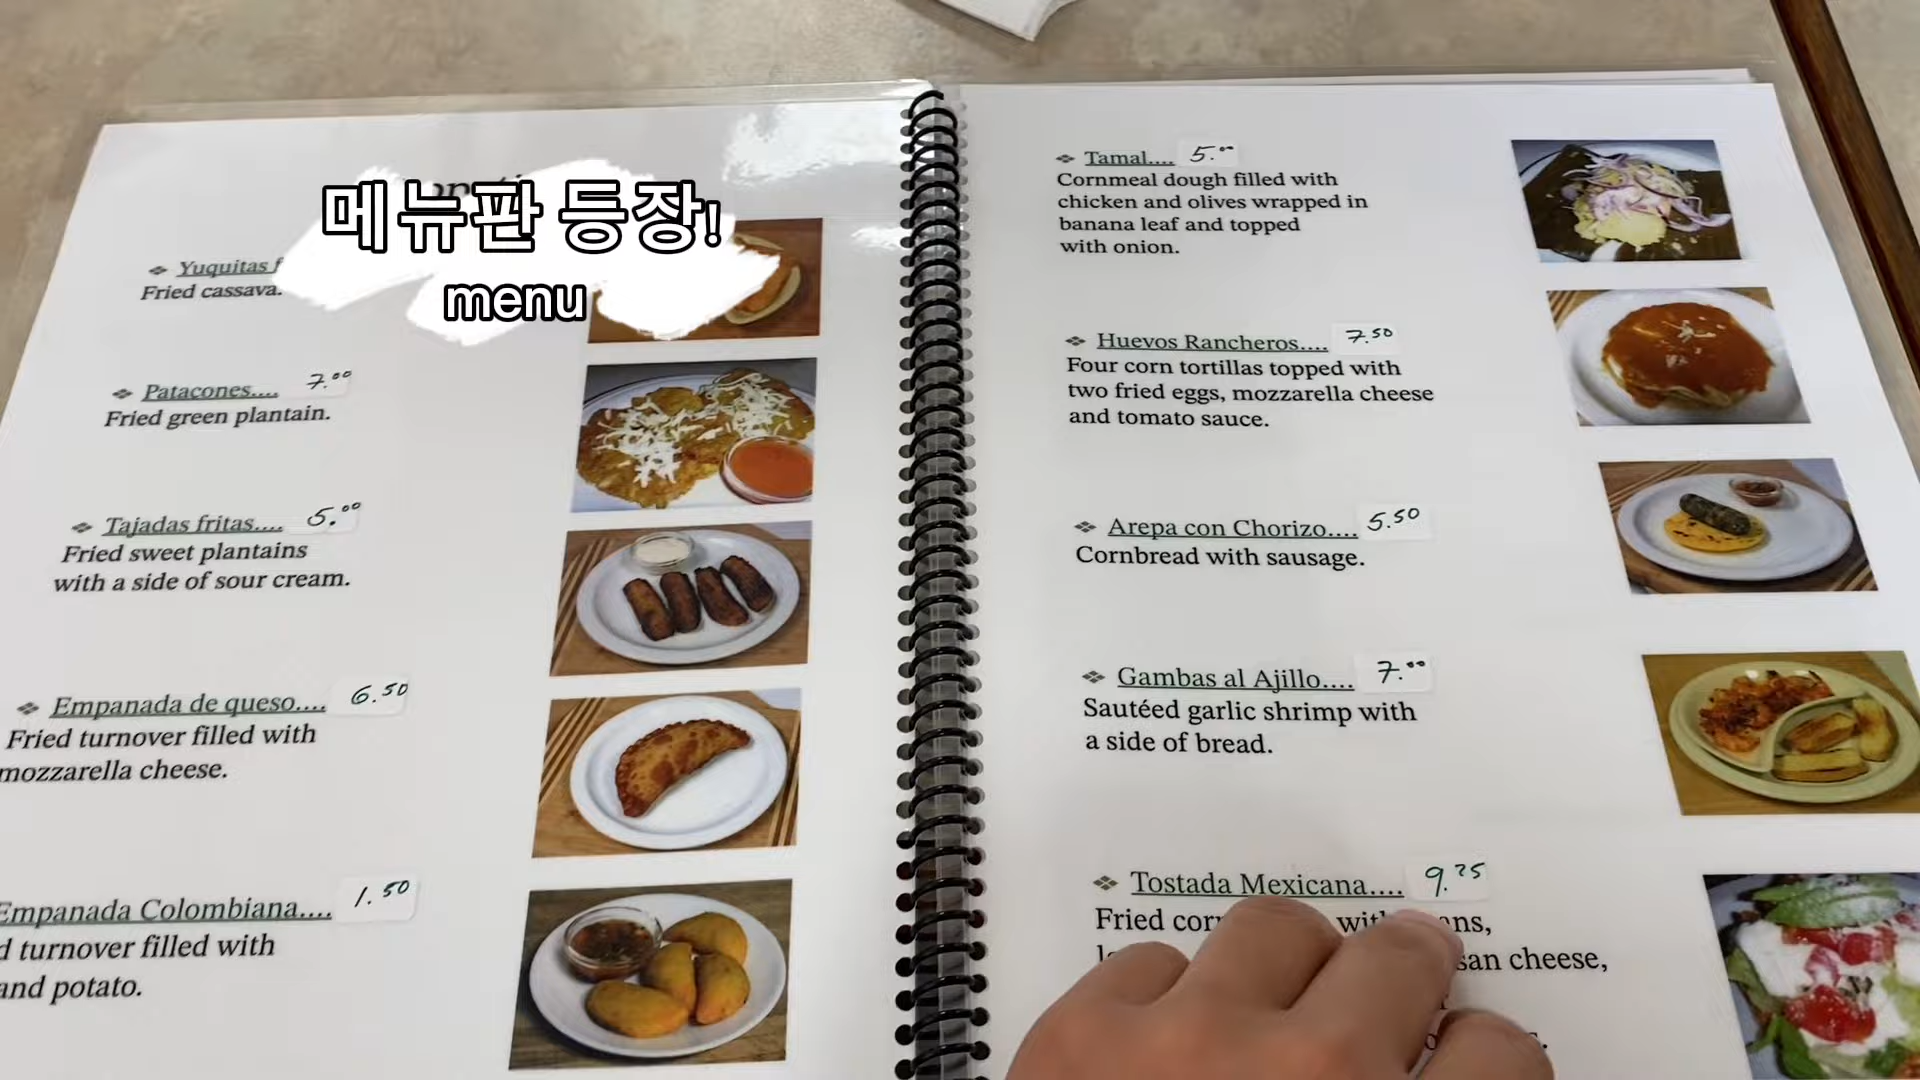 메뉴판 등장!
menu
Yuquitas
Fried cassava.
Patacones.... 7.00
Fried green plantain.
Tajadas fritas.... 5.00
Fried sweet plantains
with a side of sour cream.
Empanada de queso.... 6.50
Fried turnover filled with
mozzarella cheese.
Empanada Colombiana.... 1.50
turnover filled with
and potato.
Tamal.... 5.00
Cornmeal dough filled with
chicken and olives wrapped in
banana leaf and topped
with onion.
Huevos Rancheros.... 7.50
Four corn tortillas topped with
two fried eggs, mozzarella cheese
and tomato sauce.
Arepa con Chorizo.... 5.50
Cornbread with sausage.
Gambas al Ajillo.... 7.00
Sautéed garlic shrimp with
a side of bread.
Tostada Mexicana.... 9.25
Fried
cheese,